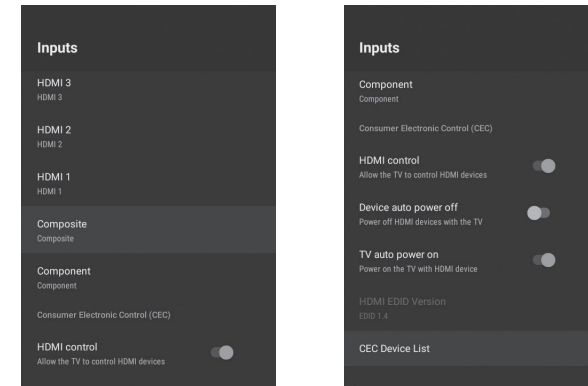 Inputs
HDMI 3
HDMI 3
HDMI 2
HDMI 2
HDMI 1
HDMI 1
Composite
Composite
Component
Component
Consumer Electronic Control (CEC)
HDMI control
Allow the TV to control HDMI devices
Inputs
Component
Component
Consumer Electronic Control (CEC)
HDMI control
Allow the TV to control HDMI devices
Device auto power off
Power off HDMI devices with the TV
TV auto power on
Power on the TV with HDMI device
HDMI EDID Version
EDID 1.4
CEC Device List